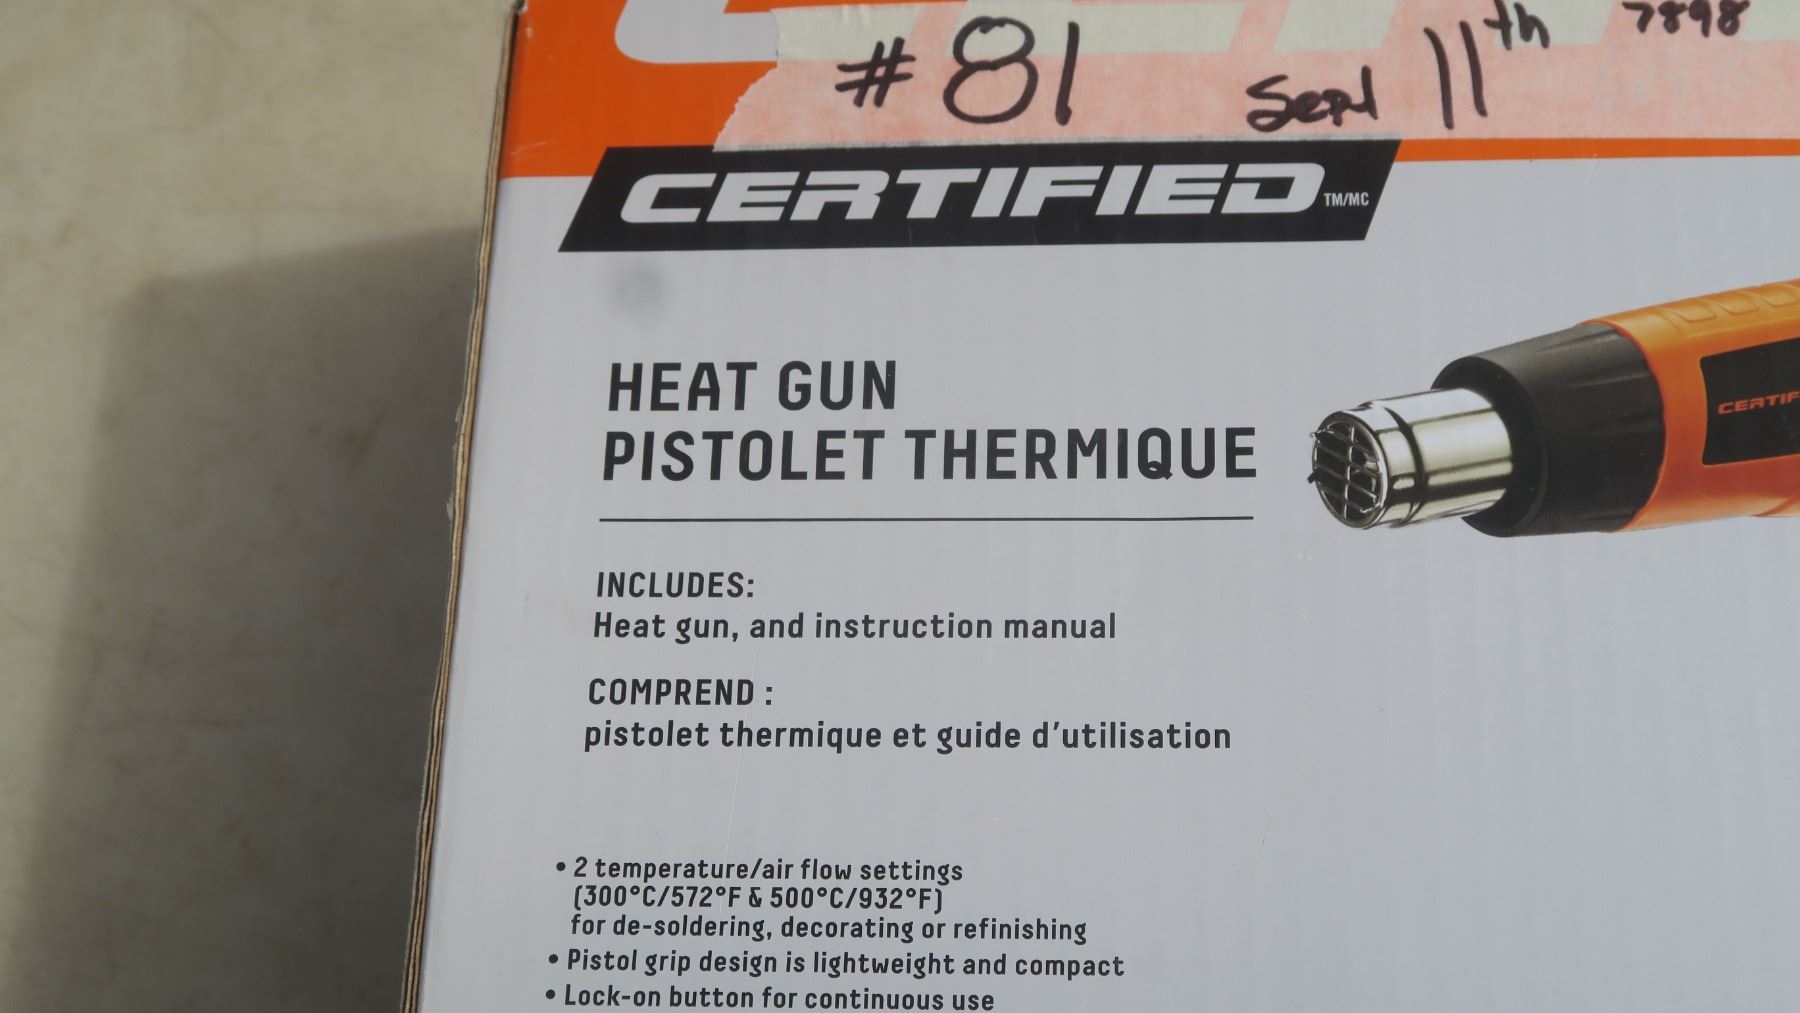 #81 Sept 11th 7898
CERTIFIED TM/MC
HEAT GUN
PISTOLET THERMIQUE
CERTIF
INCLUDES:
Heat gun, and instruction manual
COMPREND :
pistolet thermique et guide d'utilisation
• 2 temperature/air flow settings
(300°C/572°F & 500°C/932°F)
for de-soldering, decorating or refinishing
• Pistol grip design is lightweight and compact
• Lock-on button for continuous use